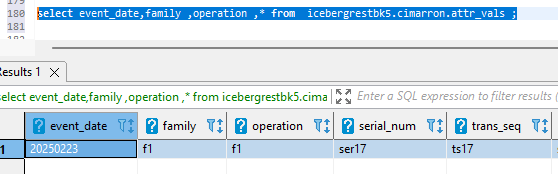 179
180 select event_date,family ,operation ,* from icebergrestbk5.cimarron.attr_vals ;
181
Results 1
select event_date,family ,operation ,* from icebergrestbk5.cima Enter a SQL expression to filter results (
event_date family operation serial_num trans_seq
1 20250223 f1 f1 ser17 ts17